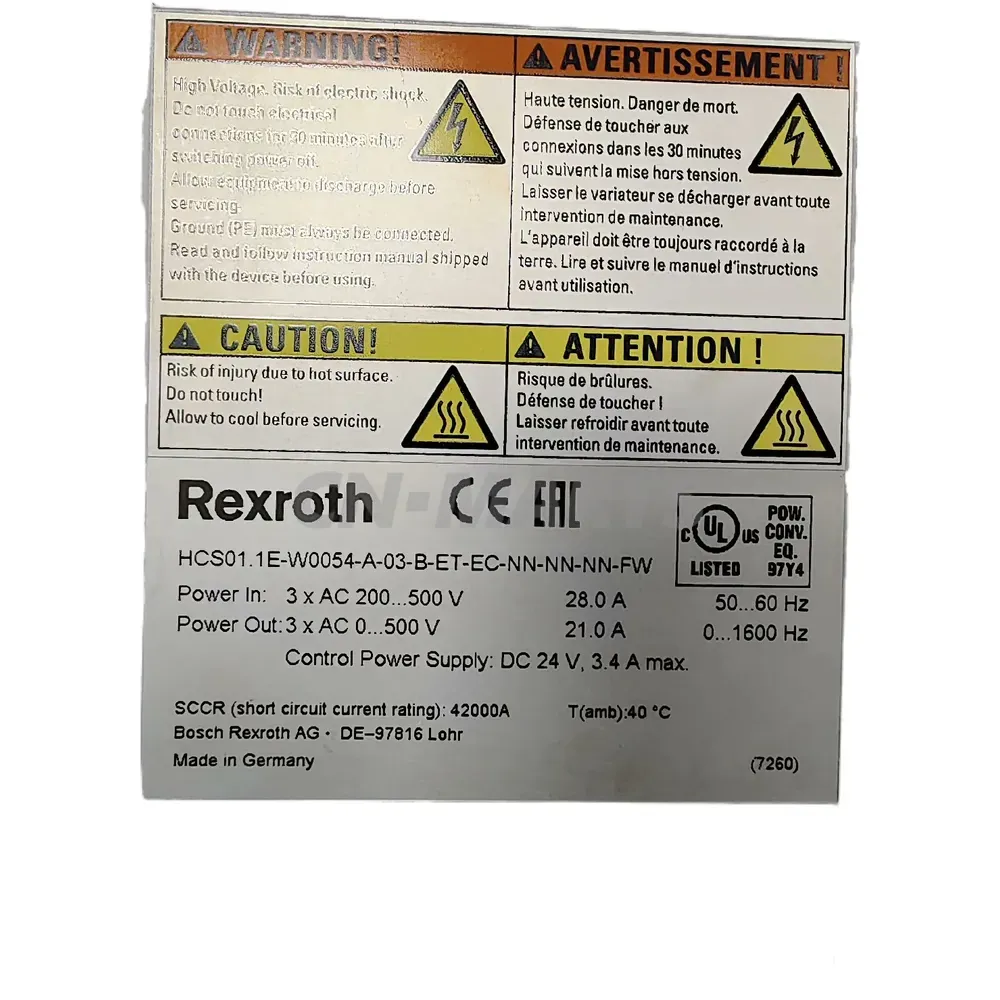 WARNING!
High Voltage. Risk of electric shock.
Do not touch electrical
connections for 30 minutes after
switching power off.
Allow equipment to discharge before
servicing.
Ground (PE) must always be connected.
Read and follow instruction manual shipped
with the device before using.
AVERTISSEMENT !
Haute tension. Danger de mort.
Défense de toucher aux
connexions dans les 30 minutes
qui suivent la mise hors tension.
Laisser le variateur se décharger avant toute
intervention de maintenance.
L'appareil doit être toujours raccordé à la
terre. Lire et suivre le manuel d'instructions
avant utilisation.
CAUTION!
Risk of injury due to hot surface.
Do not touch!
Allow to cool before servicing.
ATTENTION !
Risque de brûlures.
Défense de toucher !
Laisser refroidir avant toute
intervention de maintenance.
Rexroth CE EAC
C UL US LISTED
POW.
CONV.
EQ.
97Y4
HCS01.1E-W0054-A-03-B-ET-EC-NN-NN-NN-FW
Power In: 3 x AC 200...500 V 28.0 A 50...60 Hz
Power Out: 3 x AC 0...500 V 21.0 A 0...1600 Hz
Control Power Supply: DC 24 V, 3.4 A max.
SCCR (short circuit current rating): 42000A T(amb):40 °C
Bosch Rexroth AG · DE–97816 Lohr
Made in Germany (7260)